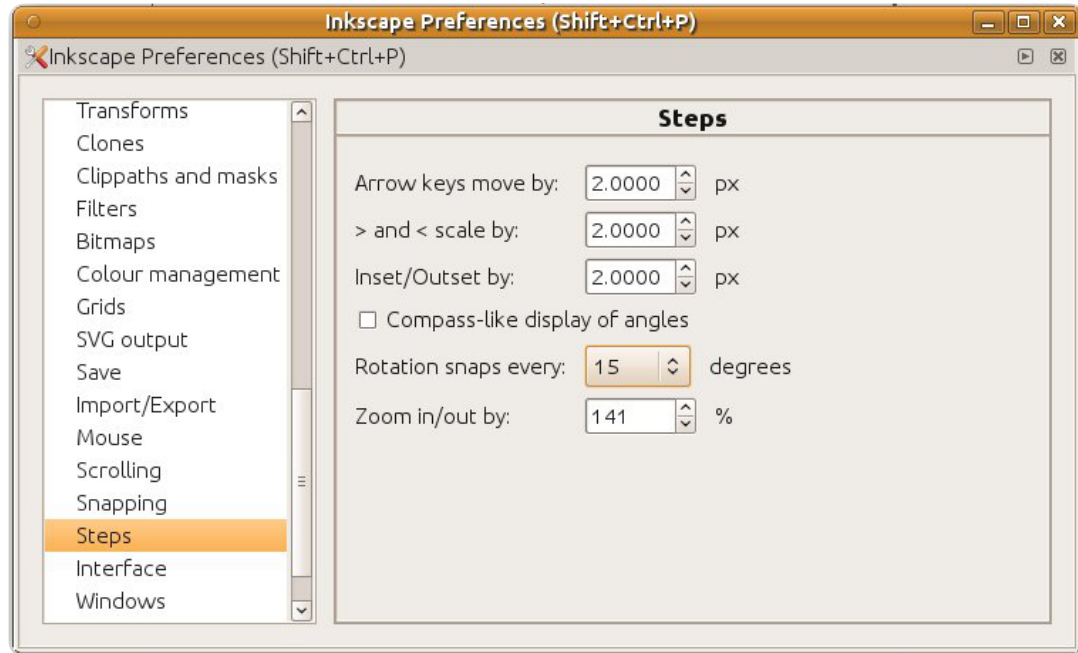 Inkscape Preferences (Shift+Ctrl+P)
Inkscape Preferences (Shift+Ctrl+P)
Transforms
Clones
Clippaths and masks
Filters
Bitmaps
Colour management
Grids
SVG output
Save
Import/Export
Mouse
Scrolling
Snapping
Steps
Interface
Windows
Steps
Arrow keys move by: 2.0000 px
> and < scale by: 2.0000 px
Inset/Outset by: 2.0000 px
Compass-like display of angles
Rotation snaps every: 15 degrees
Zoom in/out by: 141 %